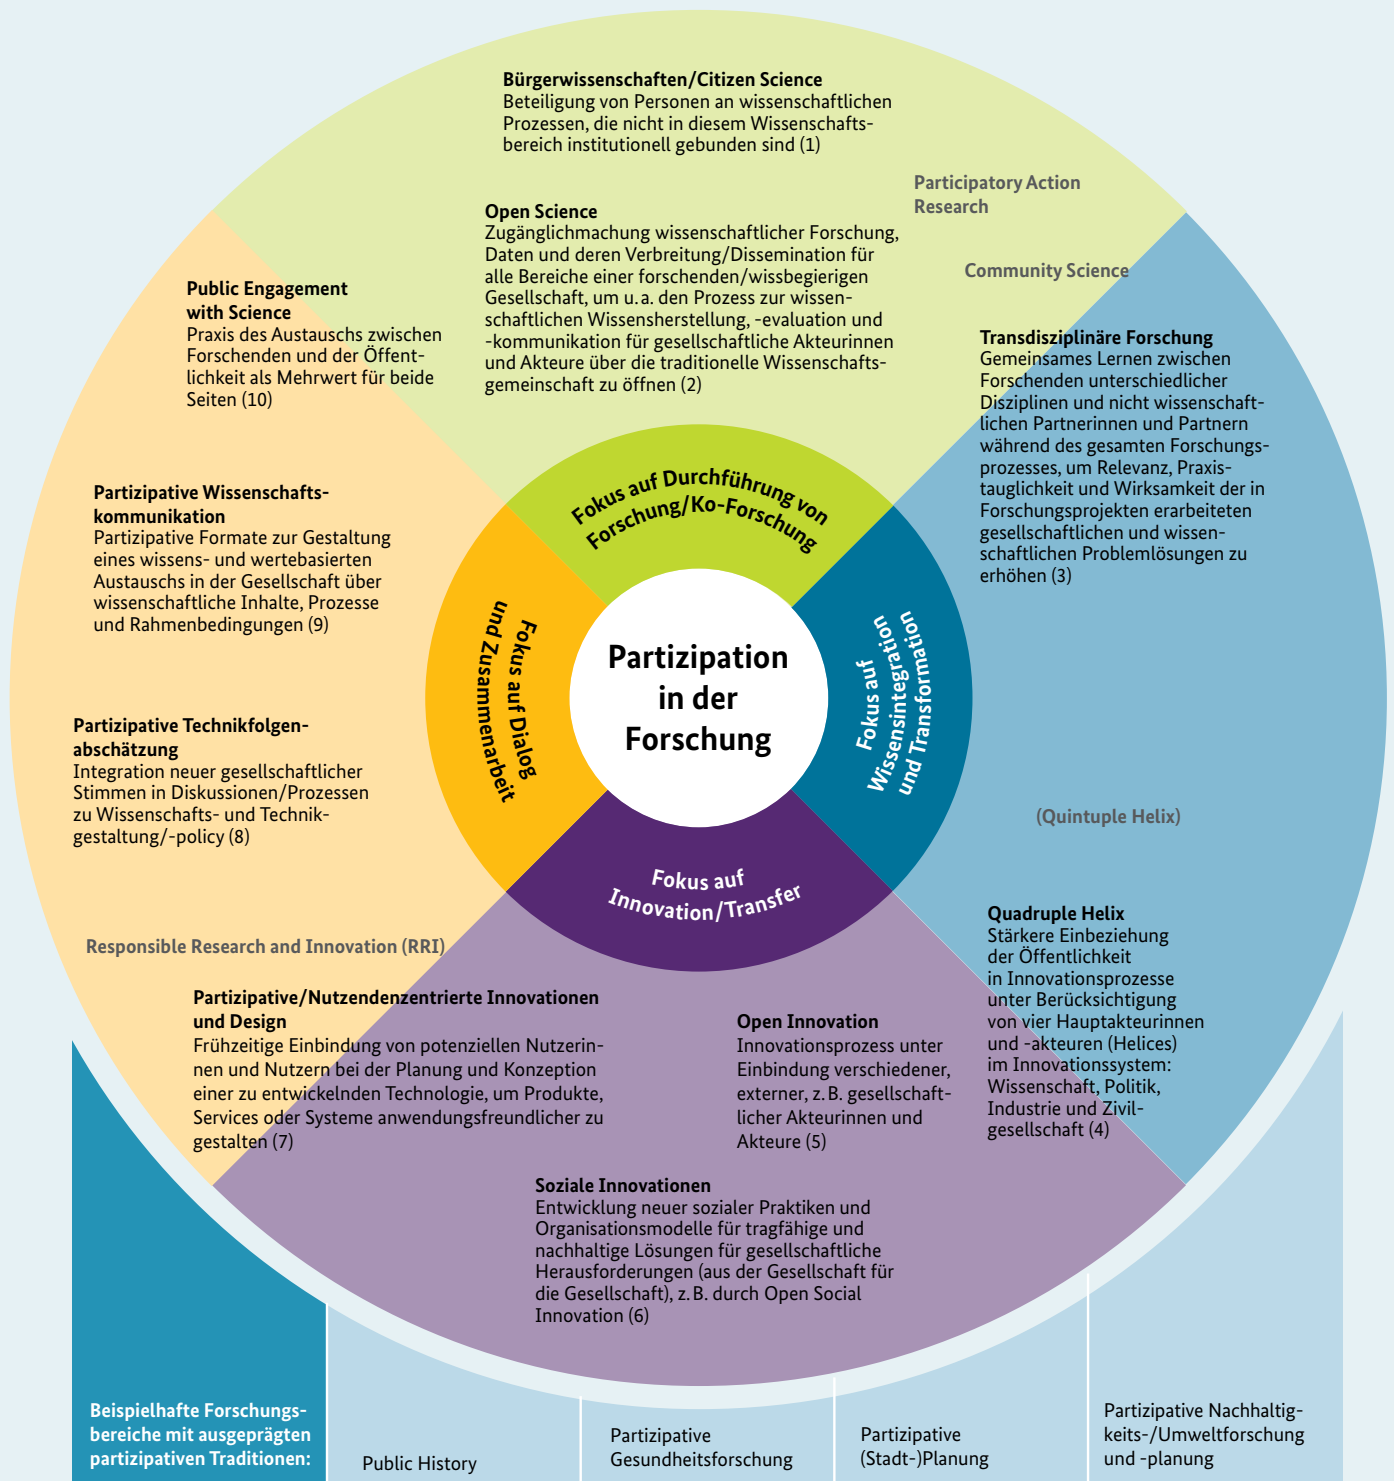 Bürgerwissenschaften/Citizen Science
Beteiligung von Personen an wissenschaftlichen
Prozessen, die nicht in diesem Wissenschafts-
bereich institutionell gebunden sind (1)
Participatory Action
Research
Open Science
Zugänglichmachung wissenschaftlicher Forschung,
Daten und deren Verbreitung/Dissemination für
alle Bereiche einer forschenden/wissbegierigen
Gesellschaft, um u. a. den Prozess zur wissen-
schaftlichen Wissensherstellung, -evaluation und
-kommunikation für gesellschaftliche Akteurinnen
und Akteure über die traditionelle Wissenschafts-
gemeinschaft zu öffnen (2)
Community Science
Public Engagement
with Science
Praxis des Austauschs zwischen
Forschenden und der Öffent-
lichkeit als Mehrwert für beide
Seiten (10)
Transdisziplinäre Forschung
Gemeinsames Lernen zwischen
Forschenden unterschiedlicher
Disziplinen und nicht wissenschaft-
lichen Partnerinnen und Partnern
während des gesamten Forschungs-
prozesses, um Relevanz, Praxis-
tauglichkeit und Wirksamkeit der in
Forschungsprojekten erarbeiteten
gesellschaftlichen und wissen-
schaftlichen Problemlösungen zu
erhöhen (3)
Partizipative Wissenschafts-
kommunikation
Partizipative Formate zur Gestaltung
eines wissens- und wertebasierten
Austauschs in der Gesellschaft über
wissenschaftliche Inhalte, Prozesse
und Rahmenbedingungen (9)
Fokus auf Durchführung von
Forschung/Ko-Forschung
Fokus auf Dialog
und Zusammenarbeit
Partizipation
in der
Forschung
Fokus auf
Wissensintegration
und Transformation
Fokus auf
Innovation/Transfer
Partizipative Technikfolgen-
abschätzung
Integration neuer gesellschaftlicher
Stimmen in Diskussionen/Prozessen
zu Wissenschafts- und Technik-
gestaltung/-policy (8)
(Quintuple Helix)
Responsible Research and Innovation (RRI)
Quadruple Helix
Stärkere Einbeziehung
der Öffentlichkeit
in Innovationsprozesse
unter Berücksichtigung
von vier Hauptakteurinnen
und -akteuren (Helices)
im Innovationssystem:
Wissenschaft, Politik,
Industrie und Zivil-
gesellschaft (4)
Partizipative/Nutzendenzentrierte Innovationen
und Design
Frühzeitige Einbindung von potenziellen Nutzerin-
nen und Nutzern bei der Planung und Konzeption
einer zu entwickelnden Technologie, um Produkte,
Services oder Systeme anwendungsfreundlicher zu
gestalten (7)
Open Innovation
Innovationsprozess unter
Einbindung verschiedener,
externer, z. B. gesellschaft-
licher Akteurinnen und
Akteure (5)
Soziale Innovationen
Entwicklung neuer sozialer Praktiken und
Organisationsmodelle für tragfähige und
nachhaltige Lösungen für gesellschaftliche
Herausforderungen (aus der Gesellschaft für
die Gesellschaft), z. B. durch Open Social
Innovation (6)
Beispielhafte Forschungs-
bereiche mit ausgeprägten
partizipativen Traditionen:
Public History
Partizipative
Gesundheitsforschung
Partizipative
(Stadt-)Planung
Partizipative Nachhaltig-
keits-/Umweltforschung
und -planung